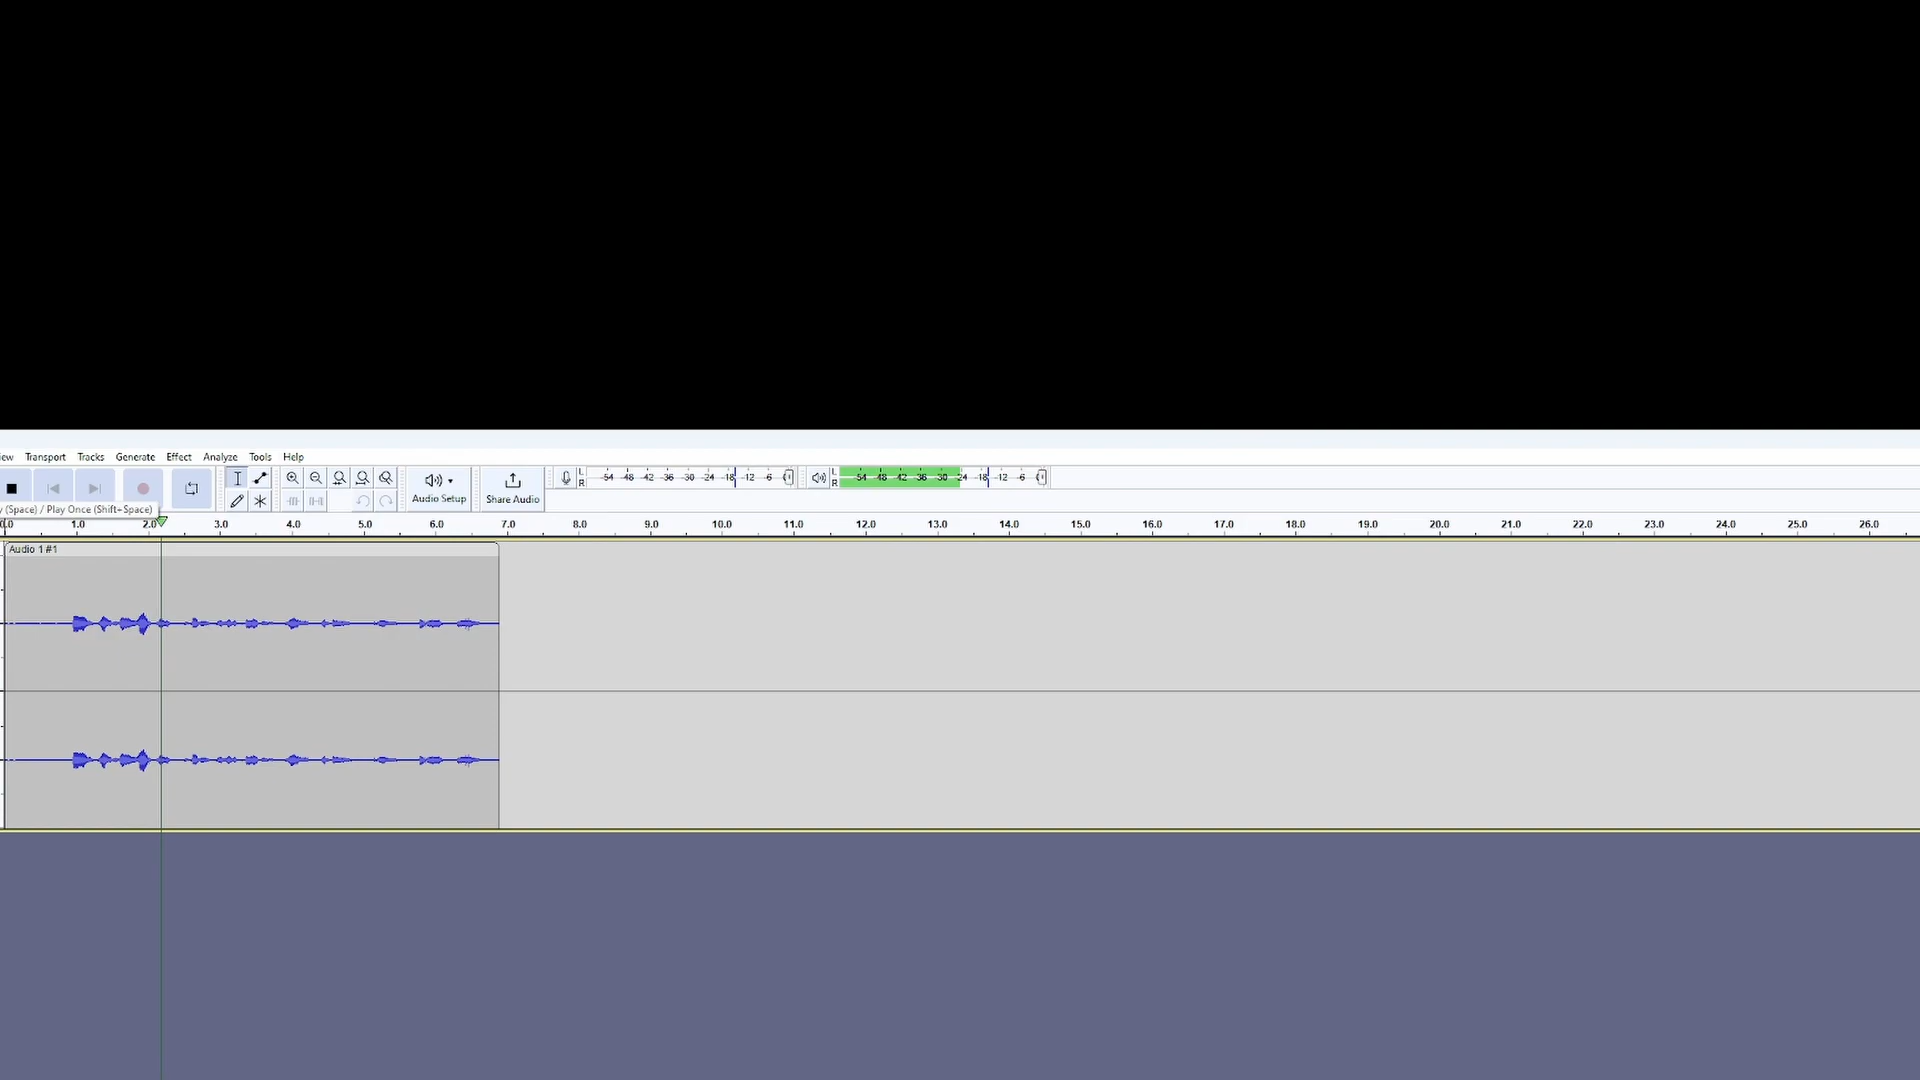 Transport Tracks Generate Effect Analyze Tools Help
L -54 -48 -42 -36 -30 -24 -18 -12 -6 L -54 -48 -42 -36 -30 -24 -18 -12 -6
R R
Audio Setup Share Audio
(Space) / Play Once (Shift+Space)
0.0 1.0 2.0 3.0 4.0 5.0 6.0 7.0 8.0 9.0 10.0 11.0 12.0 13.0 14.0 15.0 16.0 17.0 18.0 19.0 20.0 21.0 22.0 23.0 24.0 25.0 26.0
Audio 1 #1